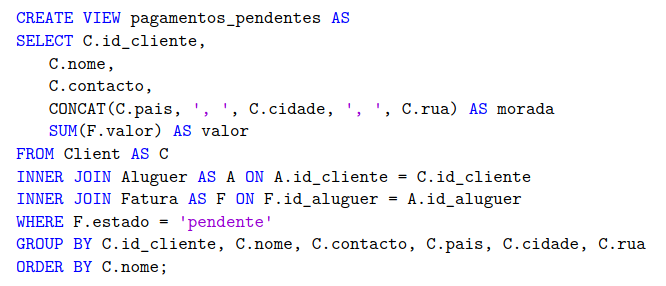 CREATE VIEW pagamentos_pendentes AS
SELECT C.id_cliente,
C.nome,
C.contacto,
CONCAT(C.pais, ', ', C.cidade, ', ', C.rua) AS morada
SUM(F.valor) AS valor
FROM Client AS C
INNER JOIN Aluguer AS A ON A.id_cliente = C.id_cliente
INNER JOIN Fatura AS F ON F.id_aluguer = A.id_aluguer
WHERE F.estado = 'pendente'
GROUP BY C.id_cliente, C.nome, C.contacto, C.pais, C.cidade, C.rua
ORDER BY C.nome;